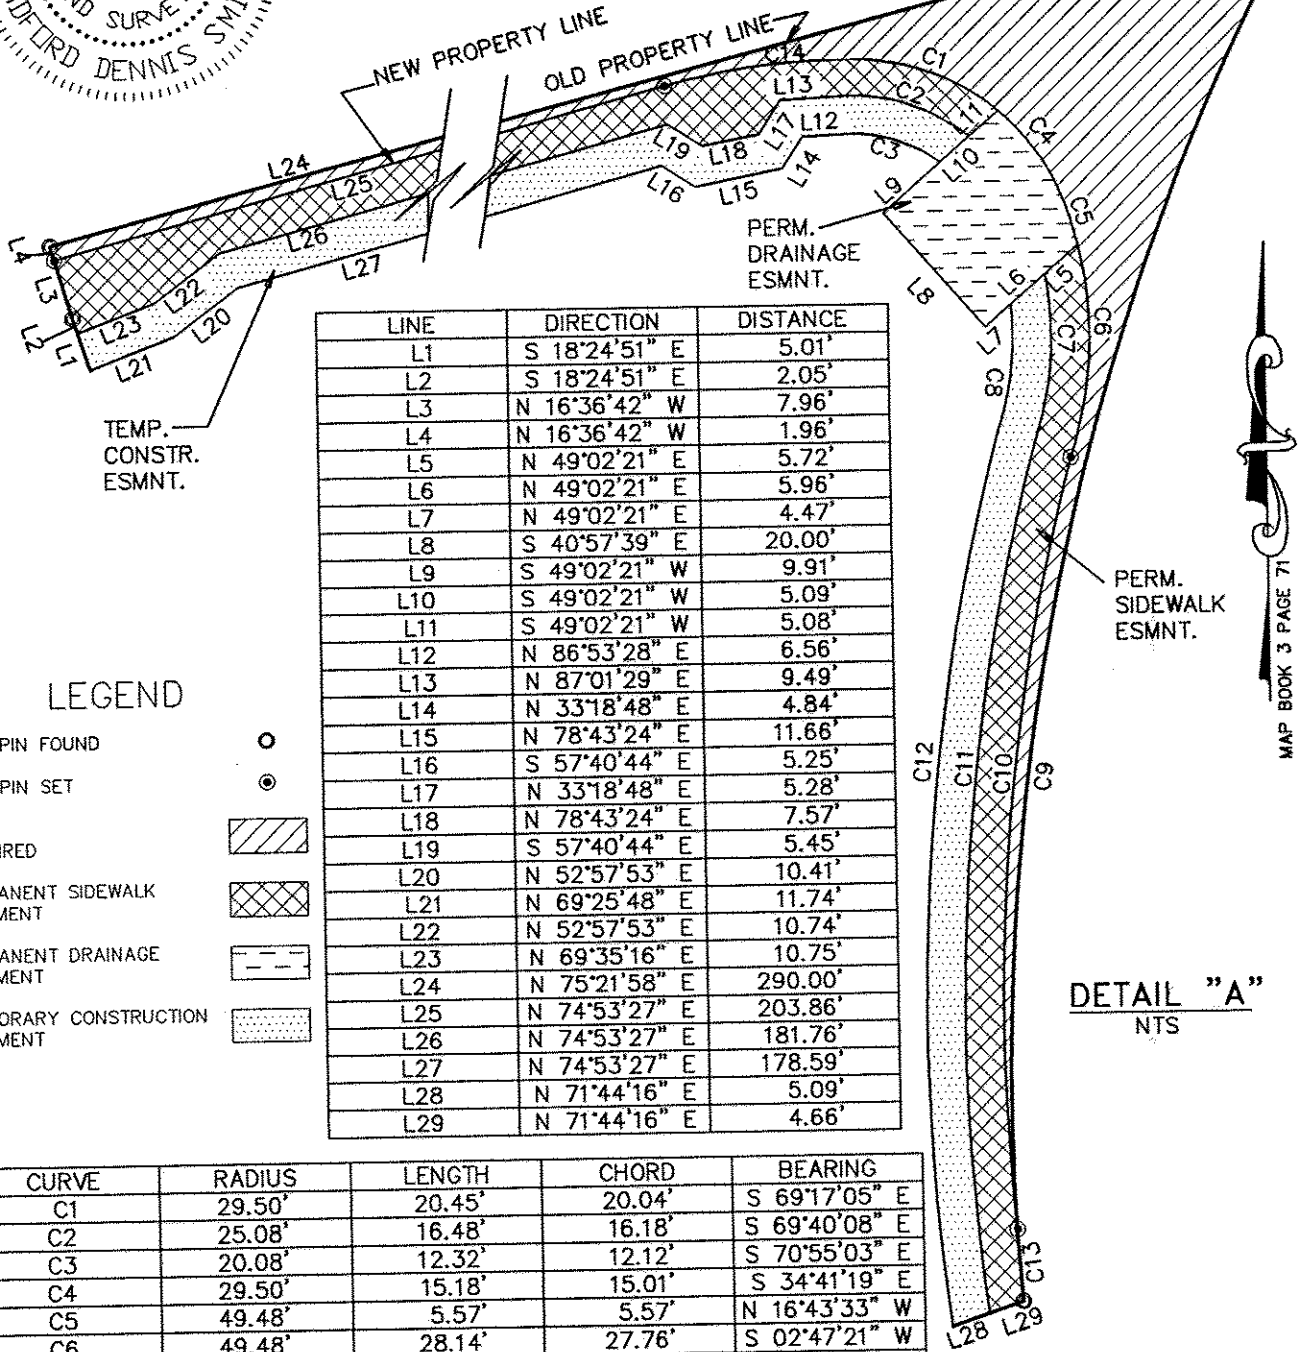 ND SURVE
DFORD DENNIS SMI
NEW PROPERTY LINE
OLD PROPERTY LINE
C14
C1
L13
C2
L11
C4
L24
L25
L19
L18
L17
L12
C3
L10
L16
L15
L14
L9
C5
L4
L3
L26
L27
PERM.
DRAINAGE
ESMNT.
L8
L6
L5
L2
L1
L23
L22
L21
L20
L7
C7
C6
C8
TEMP.
CONSTR.
ESMNT.
LINE DIRECTION DISTANCE
L1 S 18°24'51" E 5.01'
L2 S 18°24'51" E 2.05'
L3 N 16°36'42" W 7.96'
L4 N 16°36'42" W 1.96'
L5 N 49°02'21" E 5.72'
L6 N 49°02'21" E 5.96'
L7 N 49°02'21" E 4.47'
L8 S 40°57'39" E 20.00'
L9 S 49°02'21" W 9.91'
L10 S 49°02'21" W 5.09'
L11 S 49°02'21" W 5.08'
L12 N 86°53'28" E 6.56'
L13 N 87°01'29" E 9.49'
L14 N 33°18'48" E 4.84'
L15 N 78°43'24" E 11.66'
L16 S 57°40'44" E 5.25'
L17 N 33°18'48" E 5.28'
L18 N 78°43'24" E 7.57'
L19 S 57°40'44" E 5.45'
L20 N 52°57'53" E 10.41'
L21 N 69°25'48" E 11.74'
L22 N 52°57'53" E 10.74'
L23 N 69°35'16" E 10.75'
L24 N 75°21'58" E 290.00'
L25 N 74°53'27" E 203.86'
L26 N 74°53'27" E 181.76'
L27 N 74°53'27" E 178.59'
L28 N 71°44'16" E 5.09'
L29 N 71°44'16" E 4.66'
PERM.
SIDEWALK
ESMNT.
MAP BOOK 3 PAGE 71
LEGEND
PIN FOUND
PIN SET
IRED
ANENT SIDEWALK
MENT
ANENT DRAINAGE
MENT
ORARY CONSTRUCTION
MENT
C12
C11
C10
C9
DETAIL "A"
NTS
C13
L28
L29
CURVE RADIUS LENGTH CHORD BEARING
C1 29.50' 20.45' 20.04' S 69°17'05" E
C2 25.08' 16.48' 16.18' S 69°40'08" E
C3 20.08' 12.32' 12.12' S 70°55'03" E
C4 29.50' 15.18' 15.01' S 34°41'19" E
C5 49.48' 5.57' 5.57' N 16°43'33" W
C6 49.48' 28.14' 27.76' S 02°47'21" W